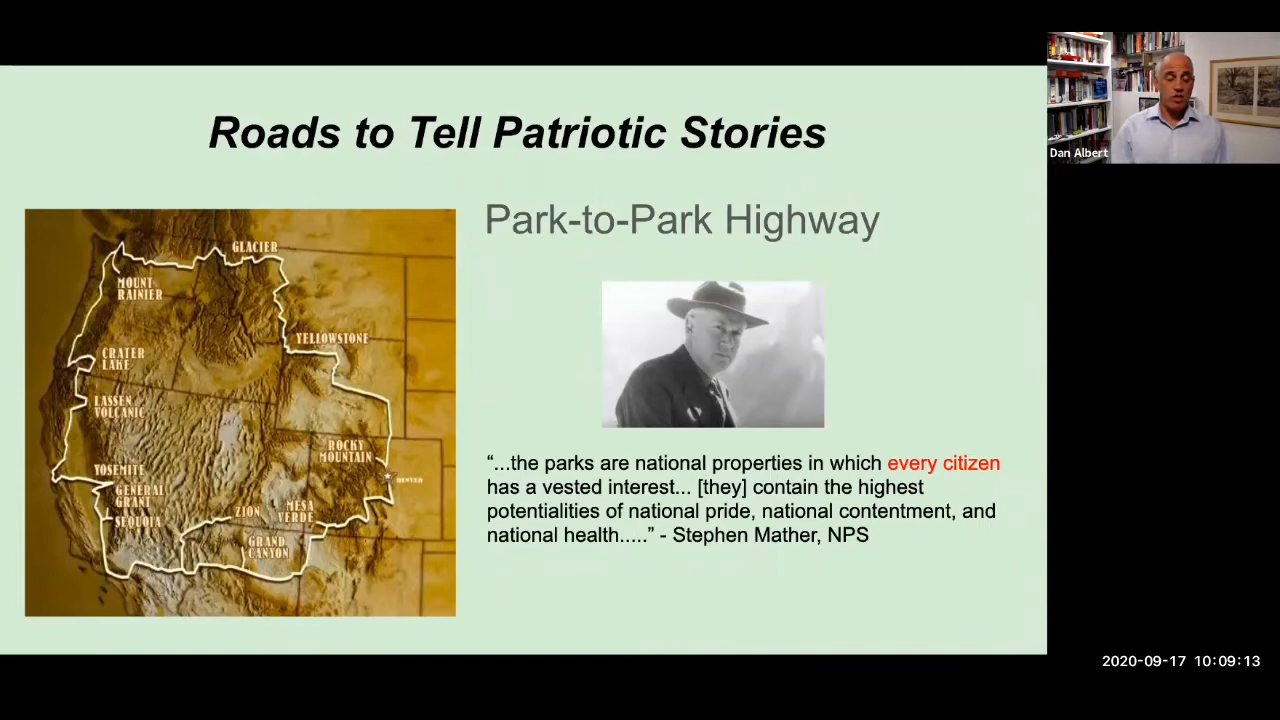 Roads to Tell Patriotic Stories
Dan Albert
Park-to-Park Highway
GLACIER
MOUNT
RAINIER
YELLOWSTONE
CRATER
LAKE
LASSEN
VOLCANIC
ROCKY
MOUNTAIN
YOSEMITE
DENVER
GENERAL
GRANT
SEQUOIA
ZION
MESA
VERDE
GRAND
CANYON
“...the parks are national properties in which every citizen
has a vested interest... [they] contain the highest
potentialities of national pride, national contentment, and
national health.....” - Stephen Mather, NPS
2020-09-17 10:09:13